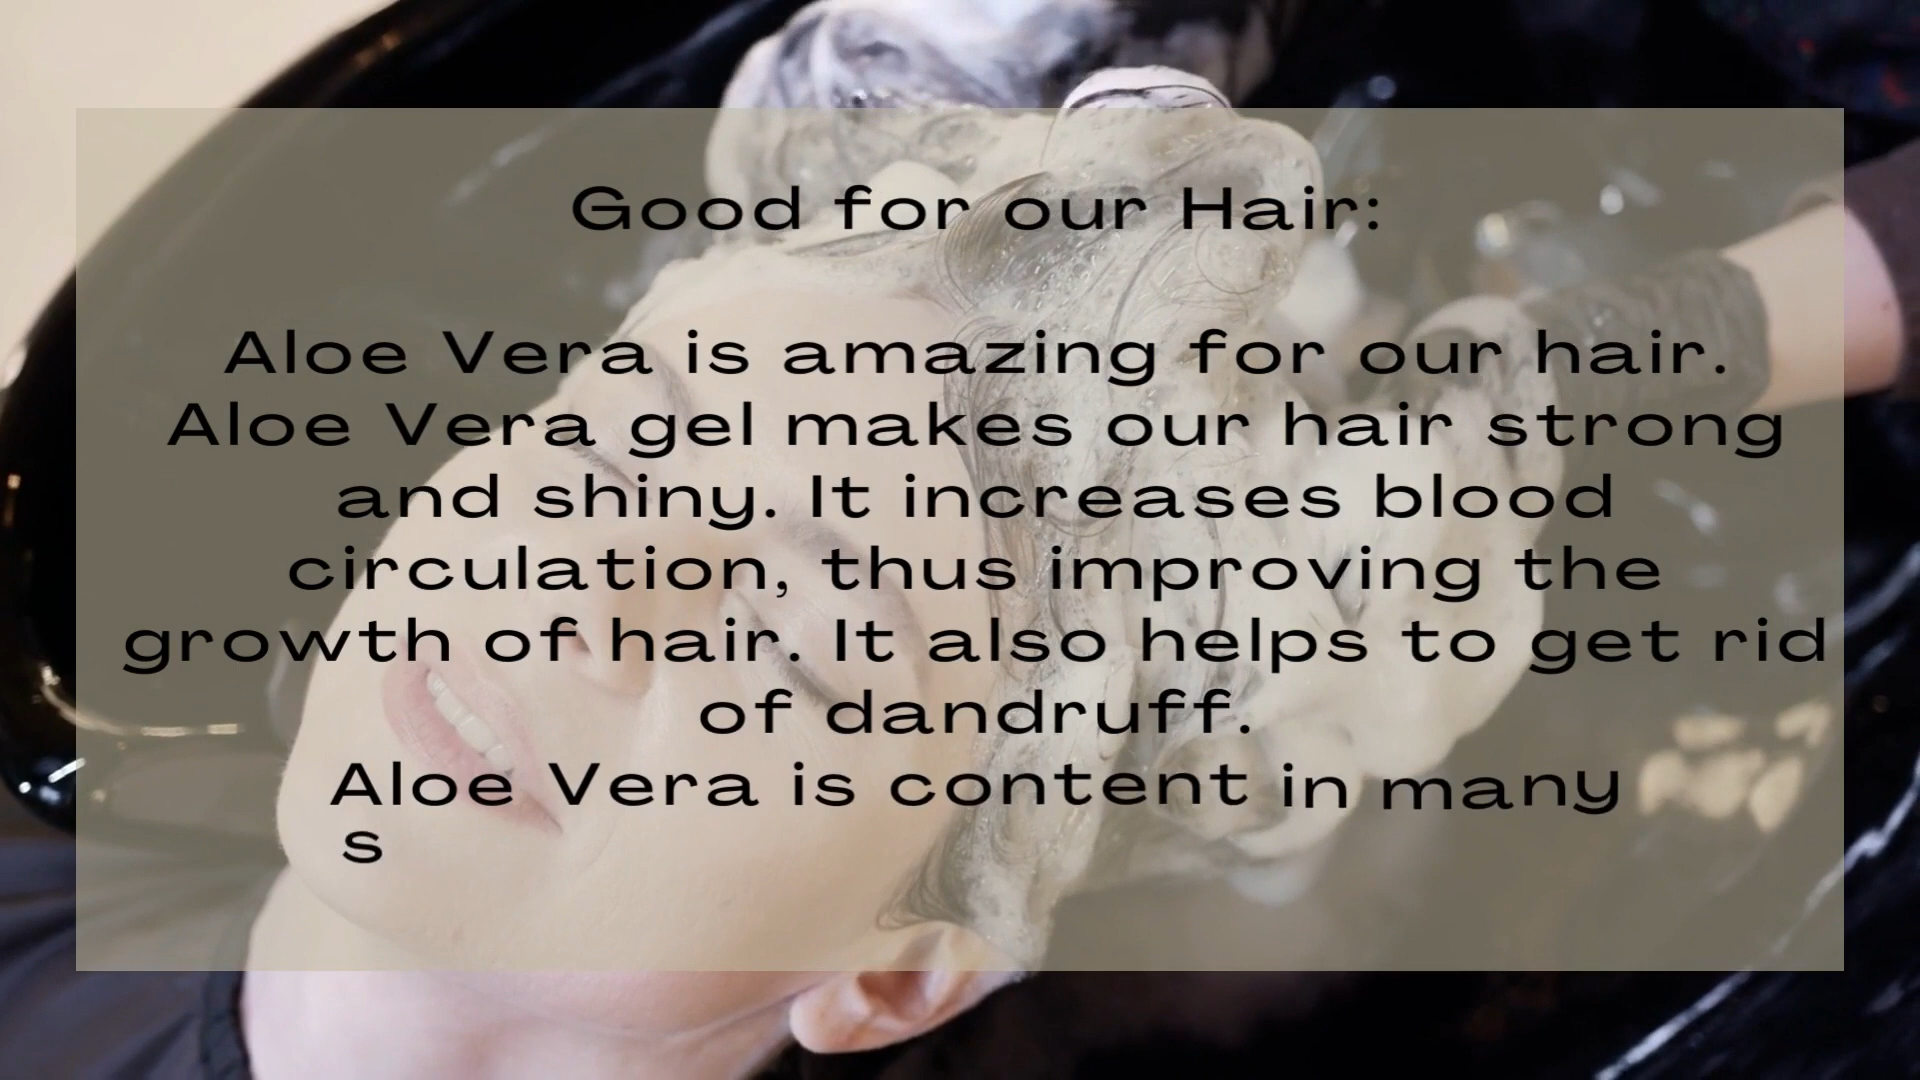 Good for our Hair:
Aloe Vera is amazing for our hair.
Aloe Vera gel makes our hair strong
and shiny. It increases blood
circulation, thus improving the
growth of hair. It also helps to get rid
of dandruff.
Aloe Vera is content in many
s